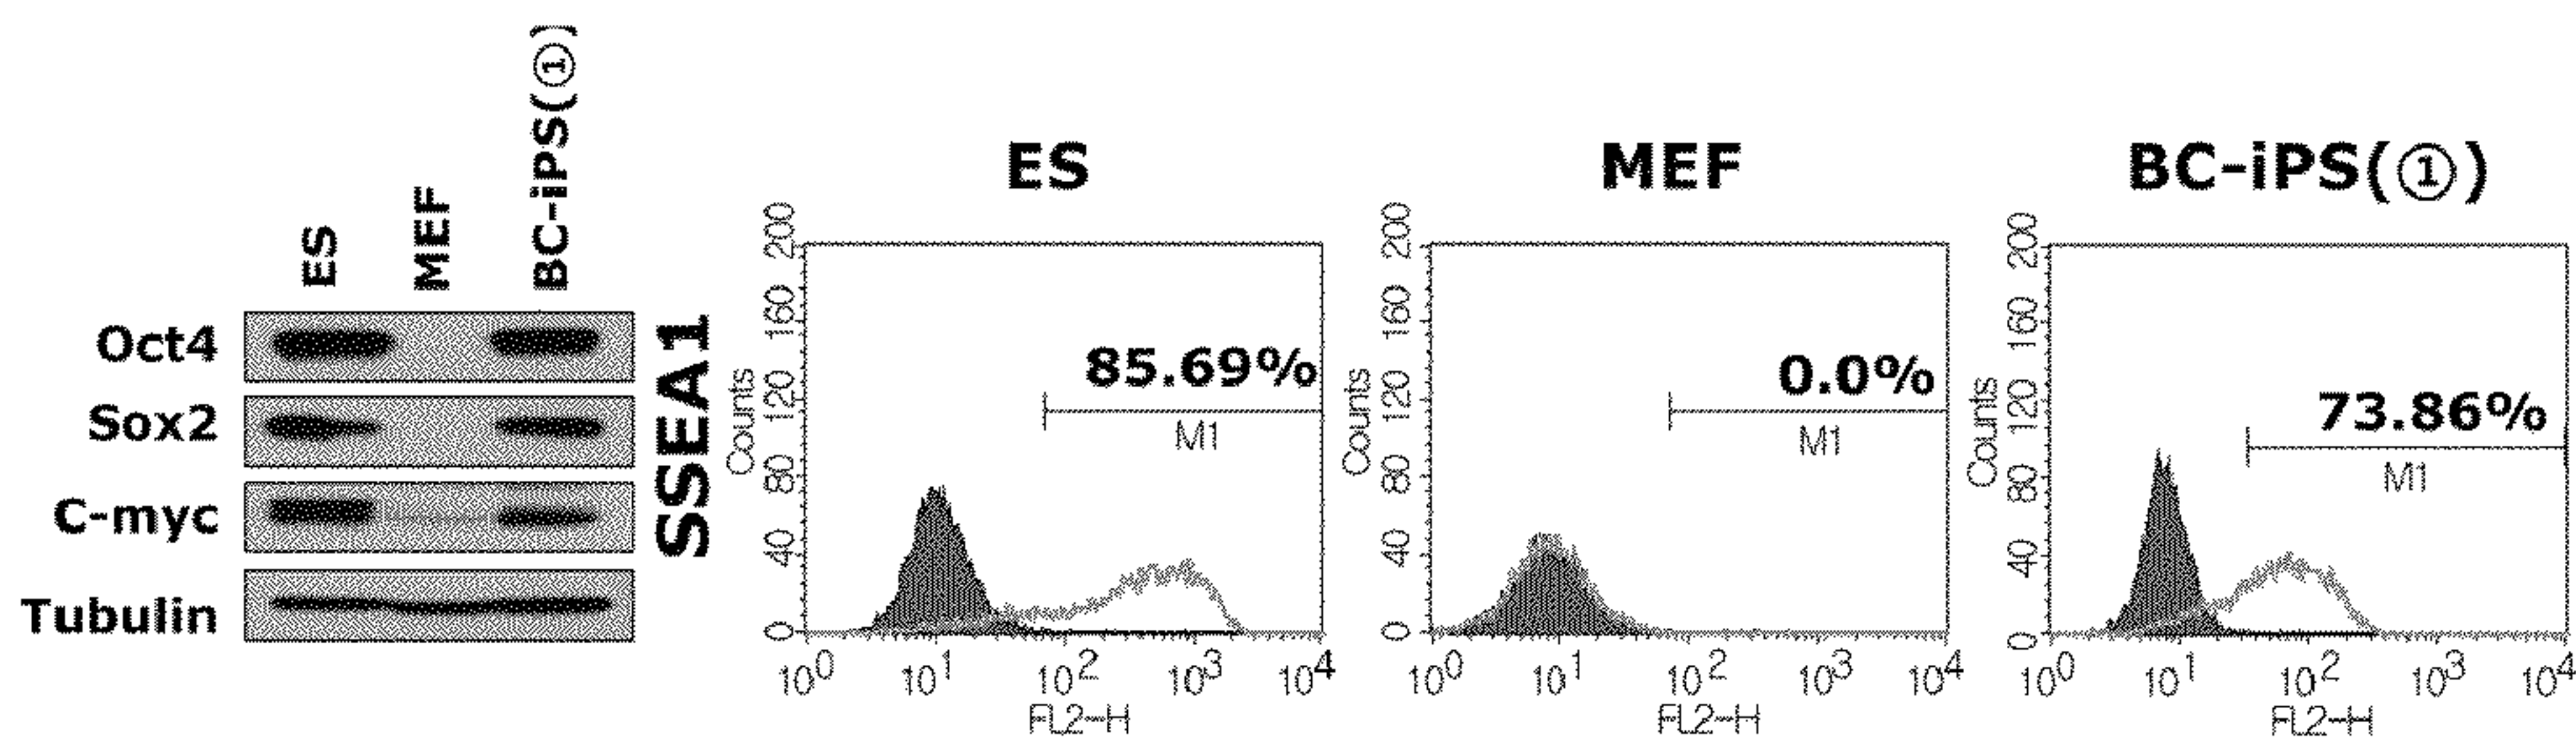 ES
MEF
BC-iPS(①)
Oct4
Sox2
C-myc
Tubulin
SSEA1
ES
Counts
200
160
120
80
40
0
85.69%
M1
10⁰ 10¹ 10² 10³ 10⁴
FL2-H
MEF
Counts
200
160
120
80
40
0
0.0%
M1
10⁰ 10¹ 10² 10³ 10⁴
FL2-H
BC-iPS(①)
Counts
200
160
120
80
40
0
73.86%
M1
10⁰ 10¹ 10² 10³ 10⁴
FL2-H